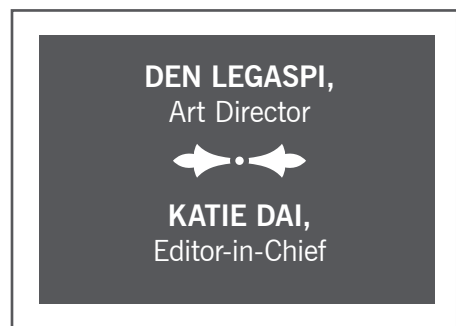 DEN LEGASPI,
Art Director
KATIE DAI,
Editor-in-Chief